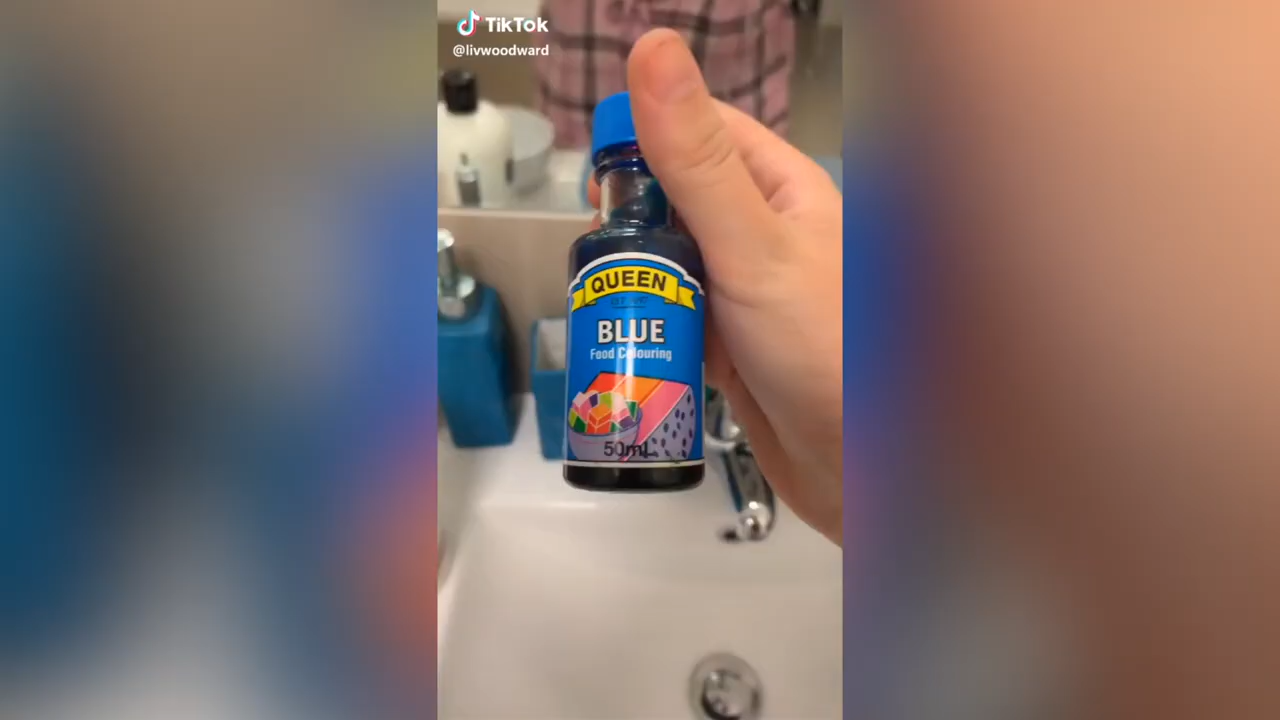 TikTok
@livwoodward
QUEEN
BLUE
Food Colouring
50mL